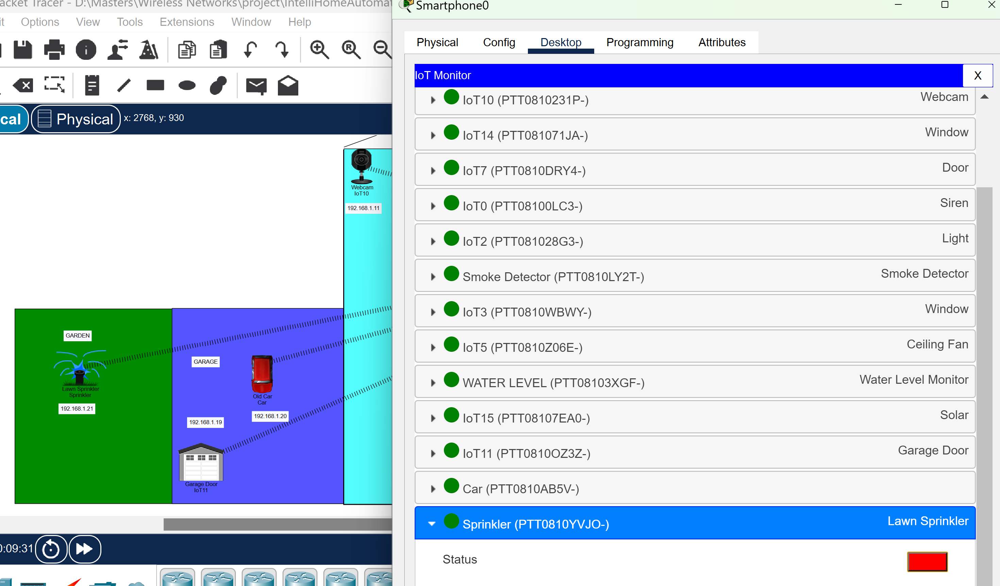 acket Tracer - D:\Masters\Wireless Networks\project\IntelliHomeAutomat
it Options View Tools Extensions Window Help
cal Physical x: 2768, y: 930
Webcam
IoT10
192.168.1.11
GARDEN
Lawn Sprinkler
Sprinkler
192.168.1.21
GARAGE
Old Car
Car
192.168.1.20
192.168.1.19
Garage Door
IoT11
0:09:31
Smartphone0
Physical Config Desktop Programming Attributes
IoT Monitor X
IoT10 (PTT0810231P-) Webcam
IoT14 (PTT081071JA-) Window
IoT7 (PTT0810DRY4-) Door
IoT0 (PTT08100LC3-) Siren
IoT2 (PTT081028G3-) Light
Smoke Detector (PTT0810LY2T-) Smoke Detector
IoT3 (PTT0810WBWY-) Window
IoT5 (PTT0810Z06E-) Ceiling Fan
WATER LEVEL (PTT08103XGF-) Water Level Monitor
IoT15 (PTT08107EA0-) Solar
IoT11 (PTT0810OZ3Z-) Garage Door
Car (PTT0810AB5V-)
Sprinkler (PTT0810YVJO-) Lawn Sprinkler
Status